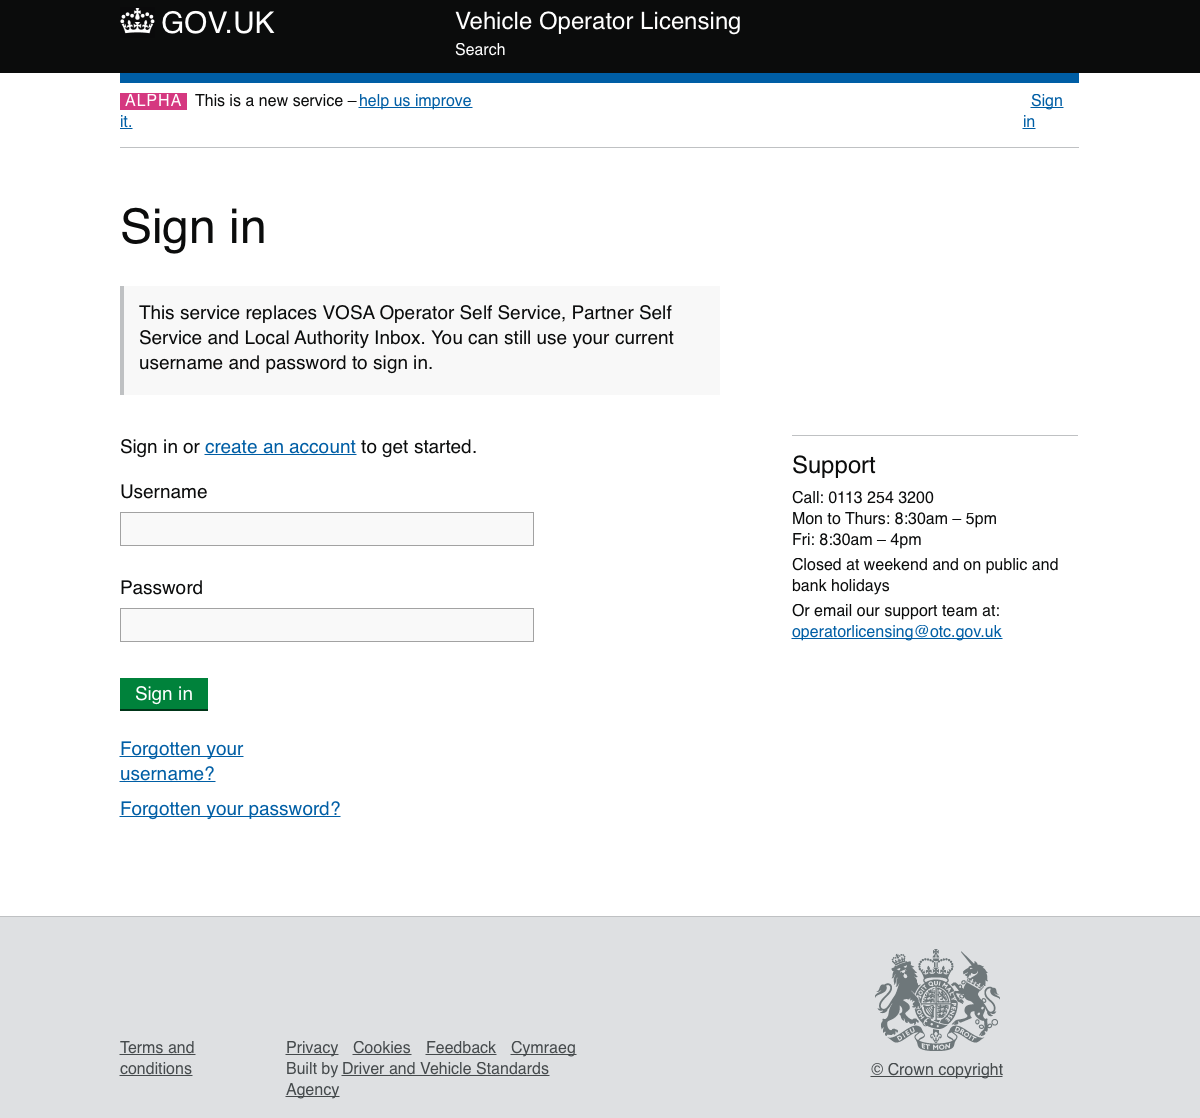 GOV.UK
Vehicle Operator Licensing
Search
ALPHA This is a new service – help us improve
it.
Sign
in
Sign in
This service replaces VOSA Operator Self Service, Partner Self
Service and Local Authority Inbox. You can still use your current
username and password to sign in.
Sign in or create an account to get started.
Username
Password
Sign in
Forgotten your
username?
Forgotten your password?
Support
Call: 0113 254 3200
Mon to Thurs: 8:30am – 5pm
Fri: 8:30am – 4pm
Closed at weekend and on public and
bank holidays
Or email our support team at:
operatorlicensing@otc.gov.uk
Terms and
conditions
Privacy Cookies Feedback Cymraeg
Built by Driver and Vehicle Standards
Agency
DIEU ET MON DROIT
© Crown copyright